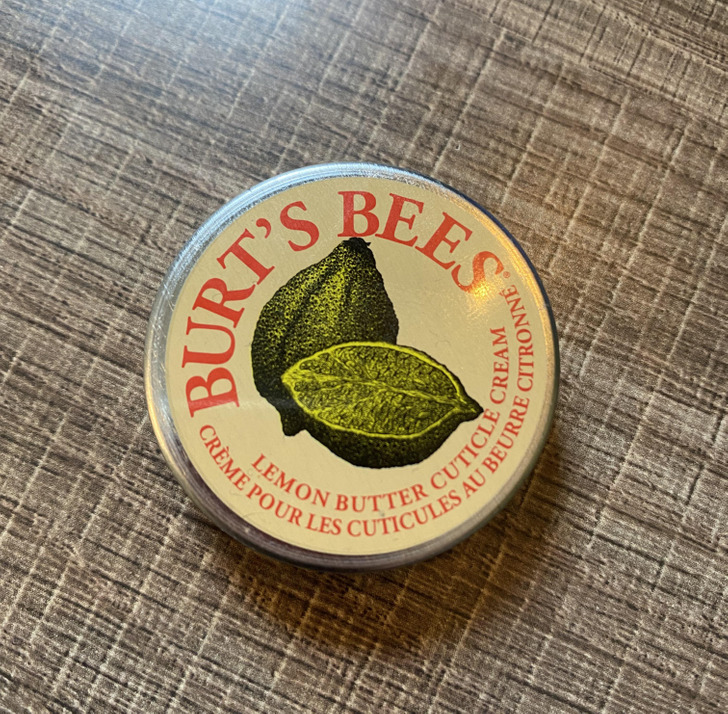 BURT'S BEES®
LEMON BUTTER CUTICLE CREAM
CRÈME POUR LES CUTICULES AU BEURRE CITRONNÉ